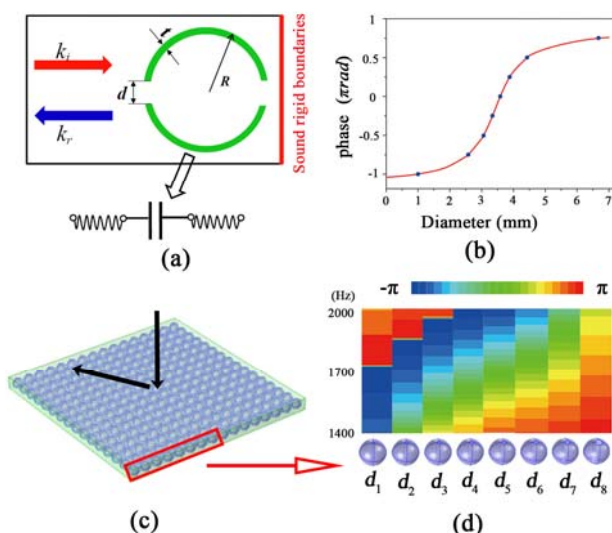 t
k_i
d
R
k_r
Sound rigid boundaries
(a)
phase (πrad)
1
0.5
0
-0.5
-1
0 1 2 3 4 5 6 7
Diameter (mm)
(b)
(c)
-π π
(Hz)
2000
1700
1400
d_1 d_2 d_3 d_4 d_5 d_6 d_7 d_8
(d)